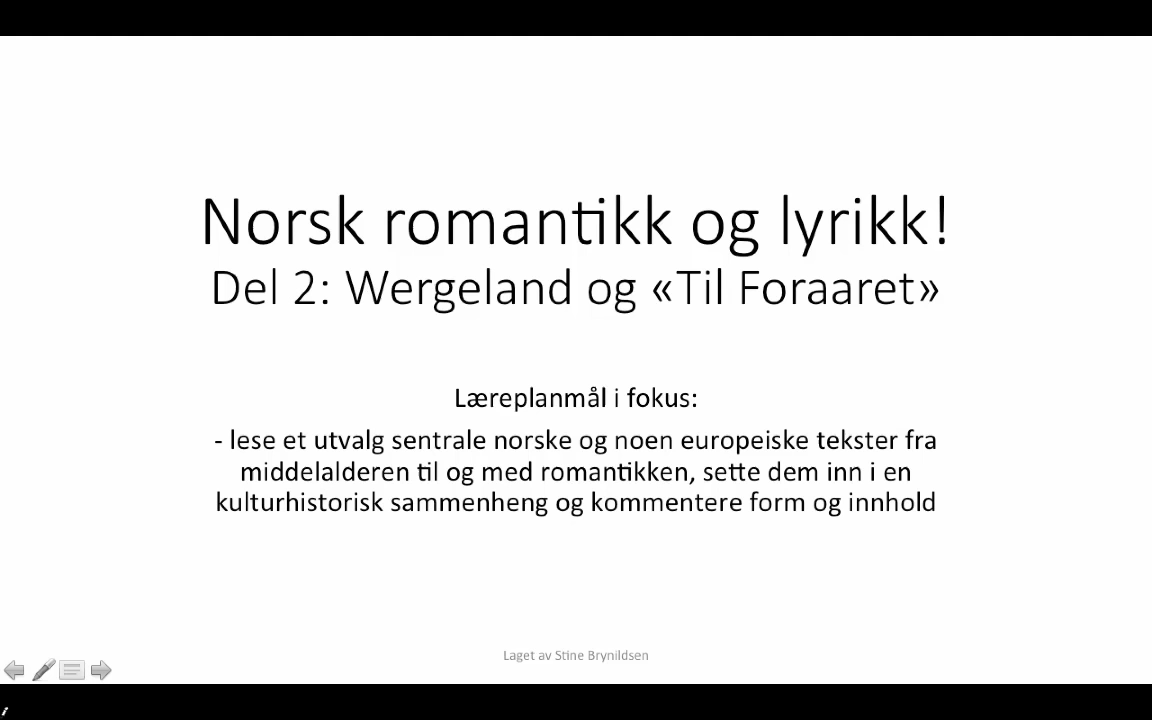 Norsk romantikk og lyrikk!
Del 2: Wergeland og «Til Foraaret»
Læreplanmål i fokus:
- lese et utvalg sentrale norske og noen europeiske tekster fra
middelalderen til og med romantikken, sette dem inn i en
kulturhistorisk sammenheng og kommentere form og innhold
Laget av Stine Brynildsen